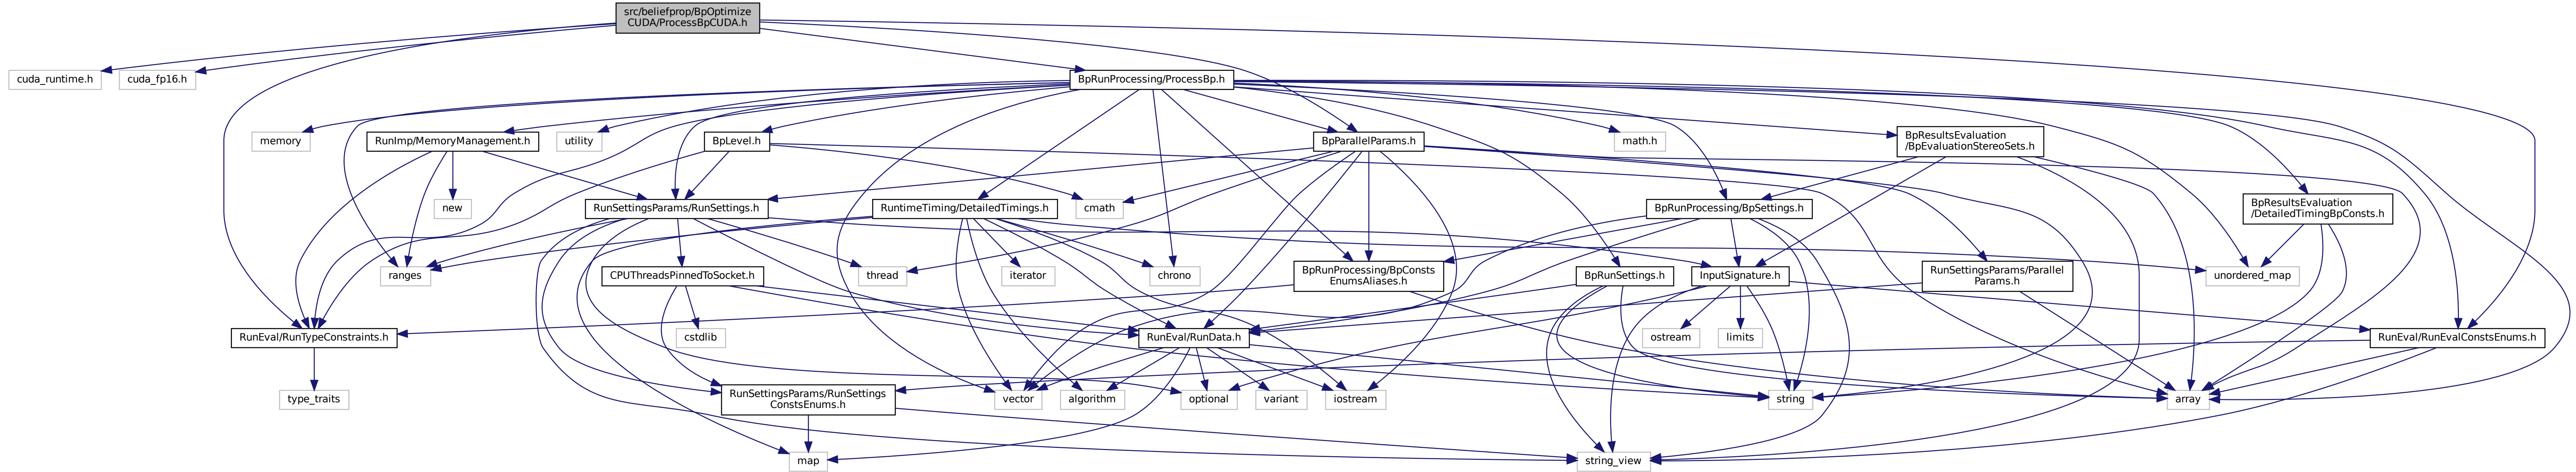 src/beliefprop/BpOptimize
CUDA/ProcessBpCUDA.h
cuda_runtime.h
cuda_fp16.h
BpRunProcessing/ProcessBp.h
memory
RunImp/MemoryManagement.h
utility
BpLevel.h
BpParallelParams.h
math.h
BpResultsEvaluation
/BpEvaluationStereoSets.h
new
RunSettingsParams/RunSettings.h
RuntimeTiming/DetailedTimings.h
cmath
BpRunProcessing/BpSettings.h
BpResultsEvaluation
/DetailedTimingBpConsts.h
ranges
CPUThreadsPinnedToSocket.h
thread
iterator
chrono
BpRunProcessing/BpConsts
EnumsAliases.h
BpRunSettings.h
InputSignature.h
RunSettingsParams/Parallel
Params.h
unordered_map
RunEval/RunTypeConstraints.h
cstdlib
RunEval/RunData.h
ostream
limits
RunEval/RunEvalConstsEnums.h
type_traits
RunSettingsParams/RunSettings
ConstsEnums.h
vector
algorithm
optional
variant
iostream
string
array
map
string_view